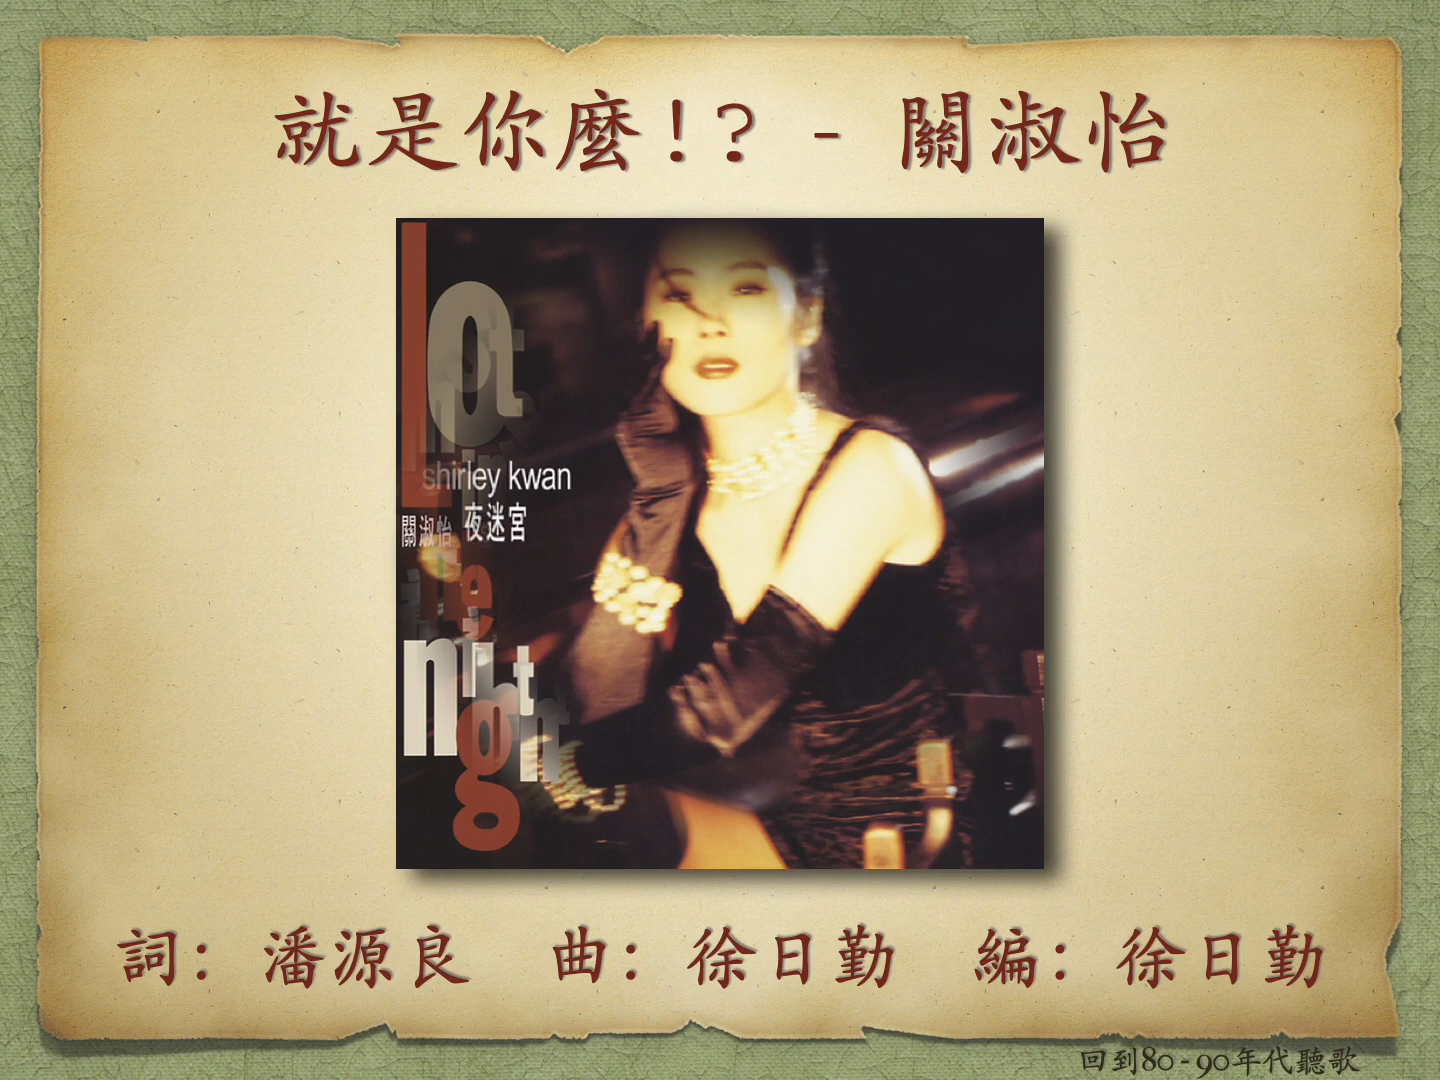 就是你麼！？ - 關淑怡
lost
in
shirley kwan
關淑怡 夜迷宮
the
night
詞：潘源良 曲：徐日勤 編：徐日勤
回到80-90年代聽歌